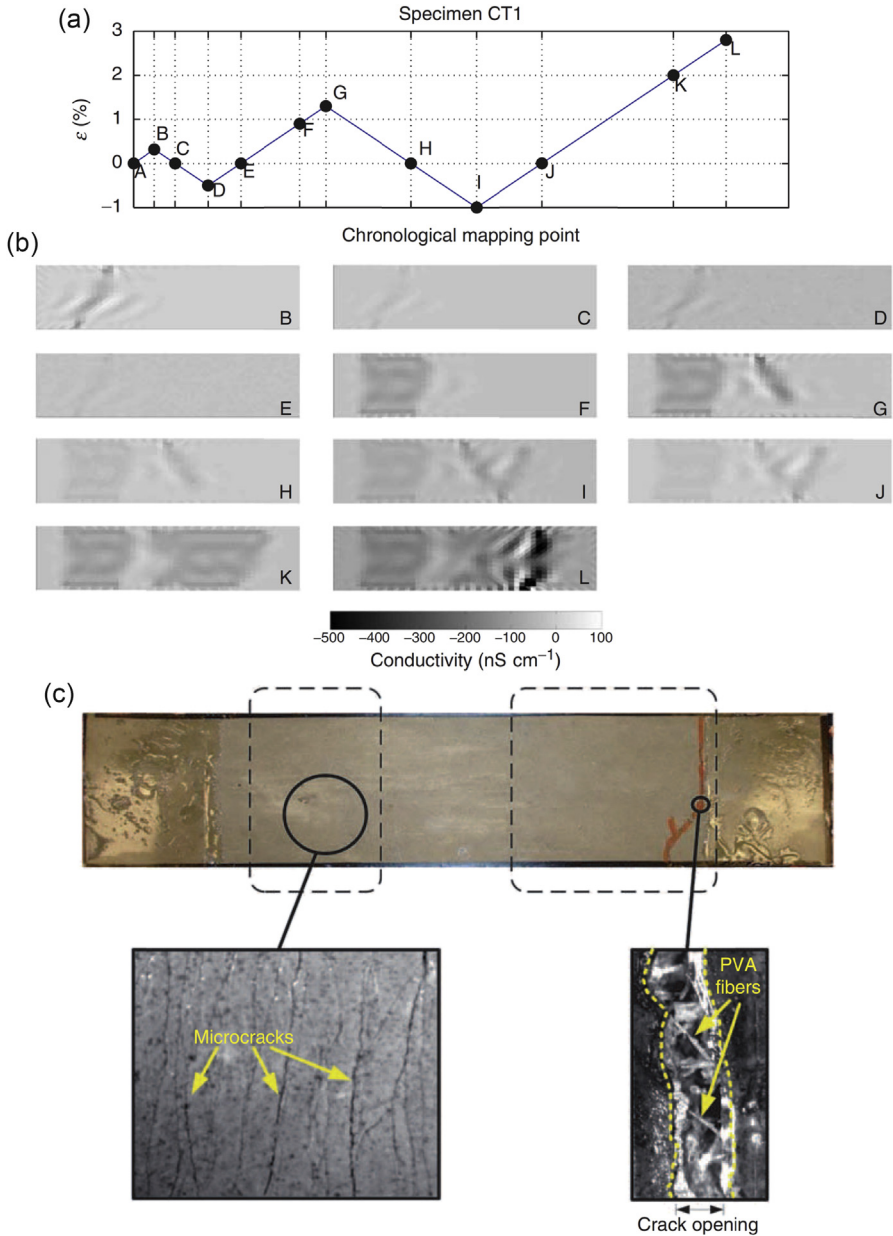 (a)
Specimen CT1
3
2
1
0
−1
ε (%)
A
B
C
D
E
F
G
H
I
J
K
L
Chronological mapping point
(b)
B
C
D
E
F
G
H
I
J
K
L
−500 −400 −300 −200 −100 0 100
Conductivity (nS cm−1)
(c)
Microcracks
PVA
fibers
Crack opening